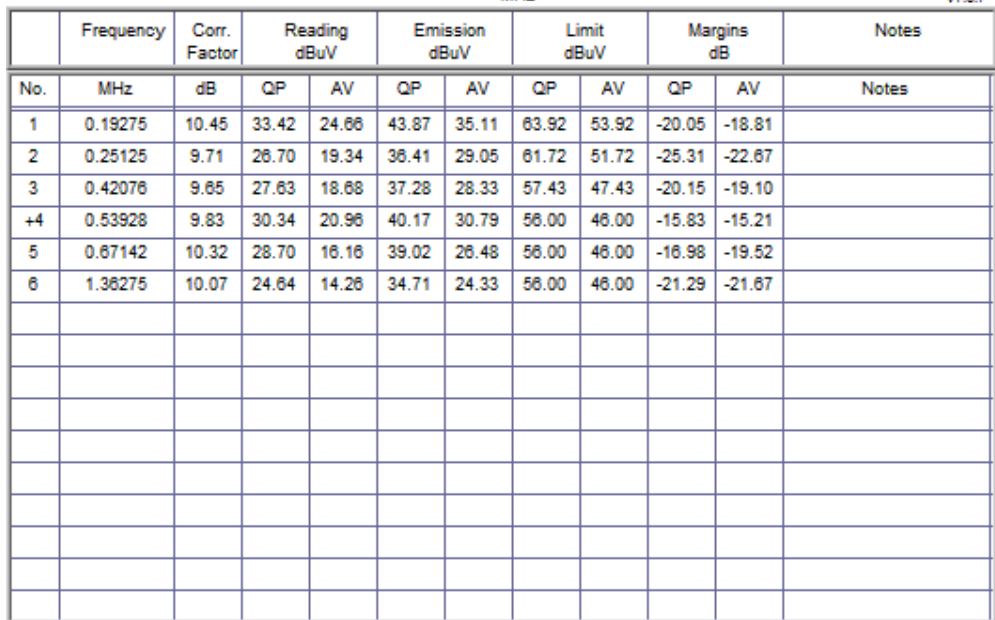 Frequency Corr. Factor Reading dBuV Emission dBuV Limit dBuV Margins dB Notes
No. MHz dB QP AV QP AV QP AV QP AV Notes
1 0.19275 10.45 33.42 24.66 43.87 35.11 63.92 53.92 -20.05 -18.81
2 0.25125 9.71 26.70 19.34 36.41 29.05 61.72 51.72 -25.31 -22.67
3 0.42076 9.65 27.63 18.68 37.28 28.33 57.43 47.43 -20.15 -19.10
+4 0.53928 9.83 30.34 20.96 40.17 30.79 56.00 46.00 -15.83 -15.21
5 0.67142 10.32 28.70 16.16 39.02 26.48 56.00 46.00 -16.98 -19.52
6 1.36275 10.07 24.64 14.26 34.71 24.33 56.00 46.00 -21.29 -21.67